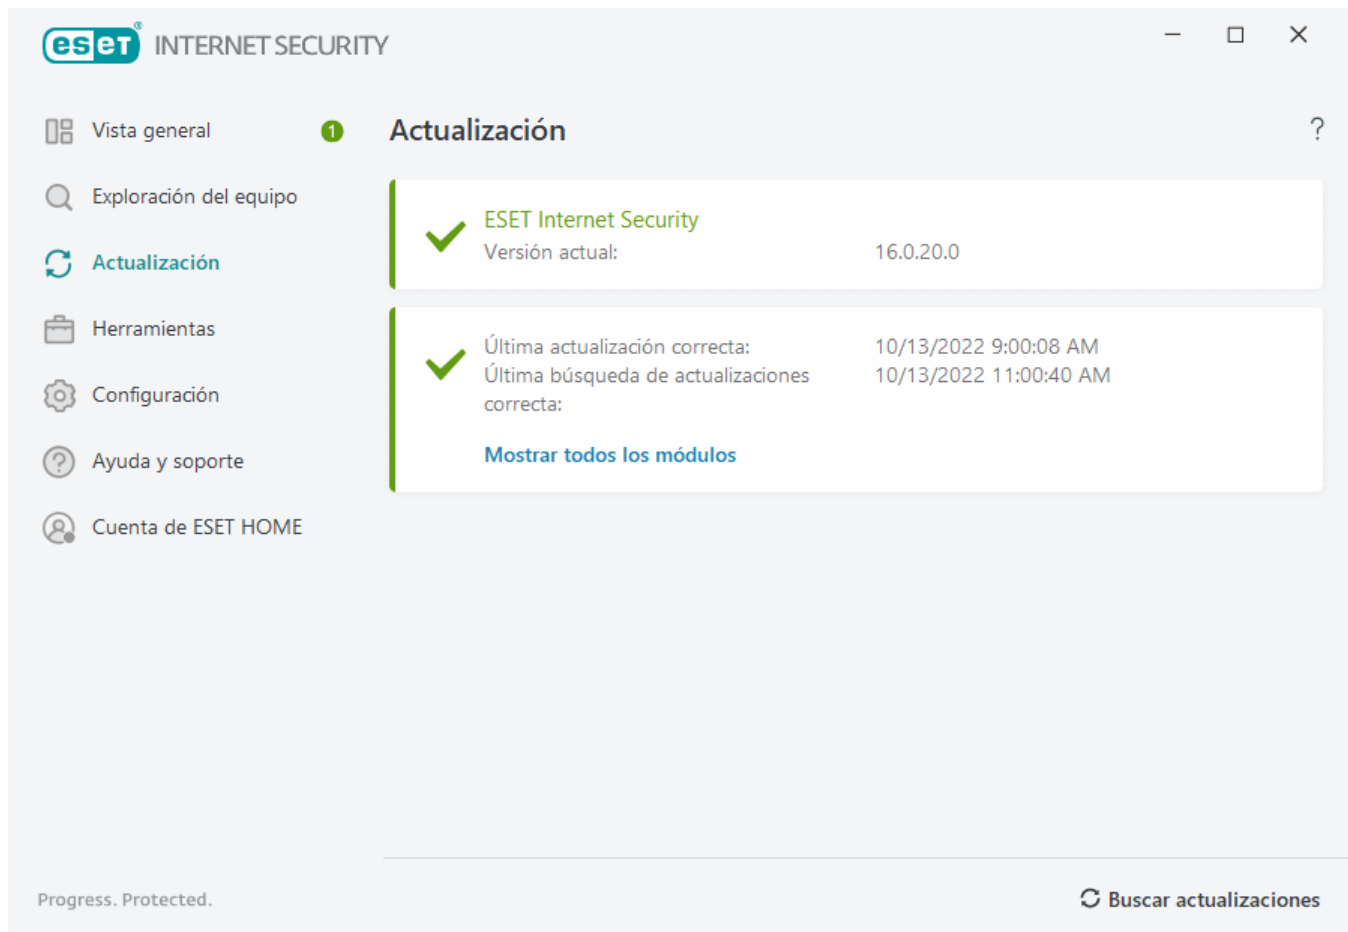 eset® INTERNET SECURITY
Vista general 1
Exploración del equipo
Actualización
Herramientas
Configuración
Ayuda y soporte
Cuenta de ESET HOME
Actualización ?
ESET Internet Security
Versión actual: 16.0.20.0
Última actualización correcta: 10/13/2022 9:00:08 AM
Última búsqueda de actualizaciones 10/13/2022 11:00:40 AM
correcta:
Mostrar todos los módulos
Progress. Protected.
Buscar actualizaciones